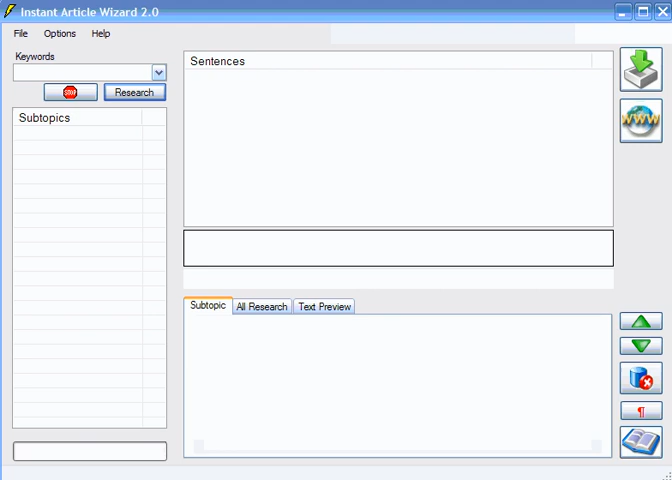 Instant Article Wizard 2.0
File Options Help
Keywords
STOP Research
Subtopics
Sentences
WWW
Subtopic All Research Text Preview
¶